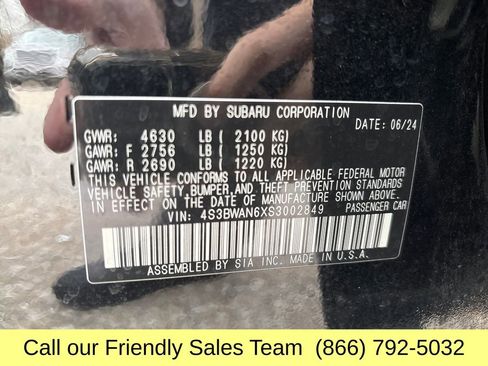 MFD BY SUBARU CORPORATION
DATE: 06/24
GVWR: 4630 LB ( 2100 KG)
GAWR: F 2756 LB ( 1250 KG)
GAWR: R 2690 LB ( 1220 KG)
THIS VEHICLE CONFORMS TO ALL APPLICABLE FEDERAL MOTOR
VEHICLE SAFETY,BUMPER,AND THEFT PREVENTION STANDARDS
IN EFFECT ON THE DATE OF MANUFACTURE SHOWN ABOVE.
VIN: 4S3BWAN6XS3002849 PASSENGER CAR
ASSEMBLED BY SIA INC. MADE IN U.S.A.
Call our Friendly Sales Team (866) 792-5032